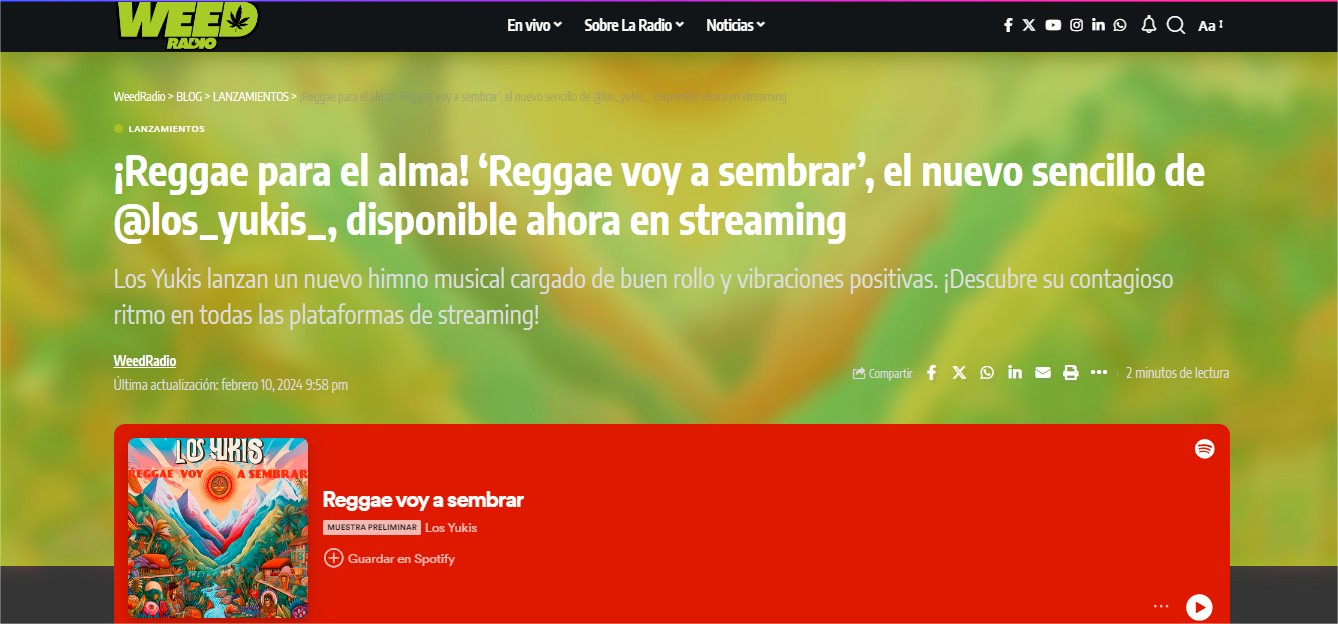 WEED
RADIO
En vivo
Sobre La Radio
Noticias
Aa
WeedRadio > BLOG > LANZAMIENTOS > ¡Reggae para el alma! 'Reggae voy a sembrar', el nuevo sencillo de @los_yukis_, disponible ahora en streaming
LANZAMIENTOS
¡Reggae para el alma! ‘Reggae voy a sembrar’, el nuevo sencillo de
@los_yukis_, disponible ahora en streaming
Los Yukis lanzan un nuevo himno musical cargado de buen rollo y vibraciones positivas. ¡Descubre su contagioso
ritmo en todas las plataformas de streaming!
WeedRadio
Última actualización: febrero 10, 2024 9:58 pm
Compartir
2 minutos de lectura
LOS YUKIS
REGGAE VOY A SEMBRAR
Reggae voy a sembrar
MUESTRA PRELIMINAR Los Yukis
Guardar en Spotify